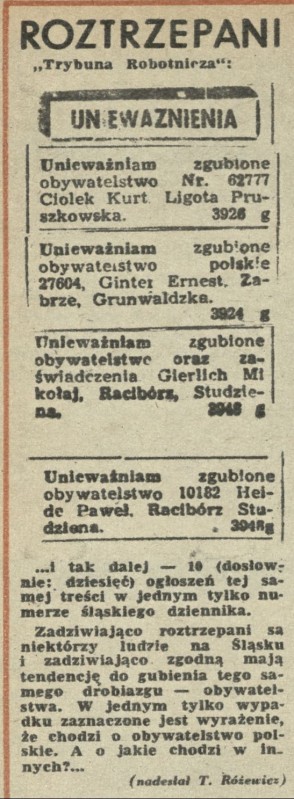 ROZTRZEPANI
„Trybuna Robotnicza":
UNIEWAŻNIENIA
Unieważniam zgubione
obywatelstwo Nr. 62777
Ciolek Kurt Ligota Pru-
szkowska. 3926 g
Unieważniam zgubione
obywatelstwo polskie
27604, Ginter Ernest. Za-
brze, Grunwaldzka.
3924 g
Unieważniam zgubione
obywatelstwo oraz za-
świadczenia Gierlich Mi
kołaj, Racibórz, Studzie-
na. 3946 g
Unieważniam zgubione
obywatelstwo 10182 Hei-
de Paweł. Racibórz Stu-
dzienna. 3948g
...i tak dalej — 10 (dosłow-
nie: dziesięć) ogłoszeń tej sa-
mej treści w jednym tylko nu-
merze śląskiego dziennika.
Zadziwiająco roztrzepani są
niektórzy ludzie na Śląsku
i zadziwiająco zgodną mają
tendencję do gubienia tego sa-
mego drobiazgu — obywatel-
stwa. W jednym tylko wypa-
dku zaznaczone jest wyrażenie,
że chodzi o obywatelstwo pol-
skie. A o jakie chodzi w in-
nych?...
(nadesłał T. Różewicz)